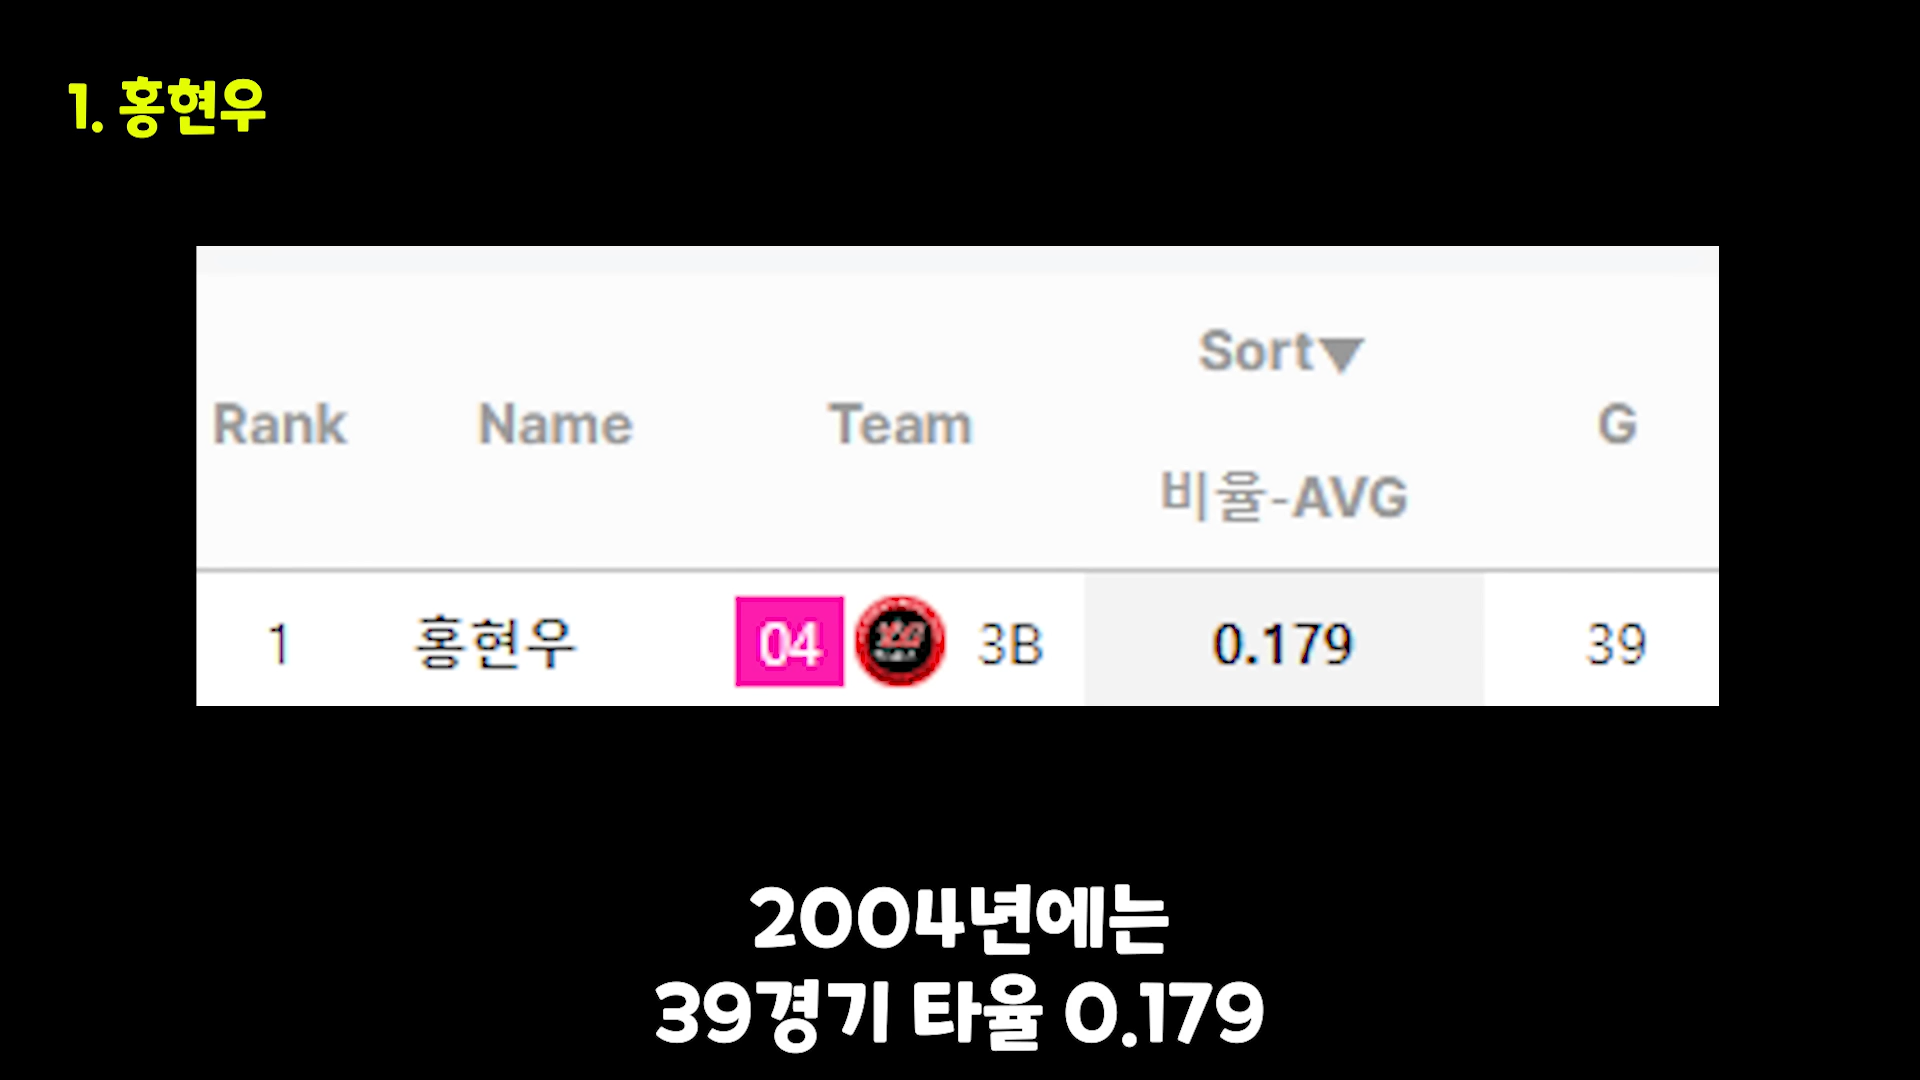 1. 홍현우
Sort▼
Rank Name Team G
비율-AVG
1 홍현우 04 3B 0.179 39
2004년에는
39경기 타율 0.179